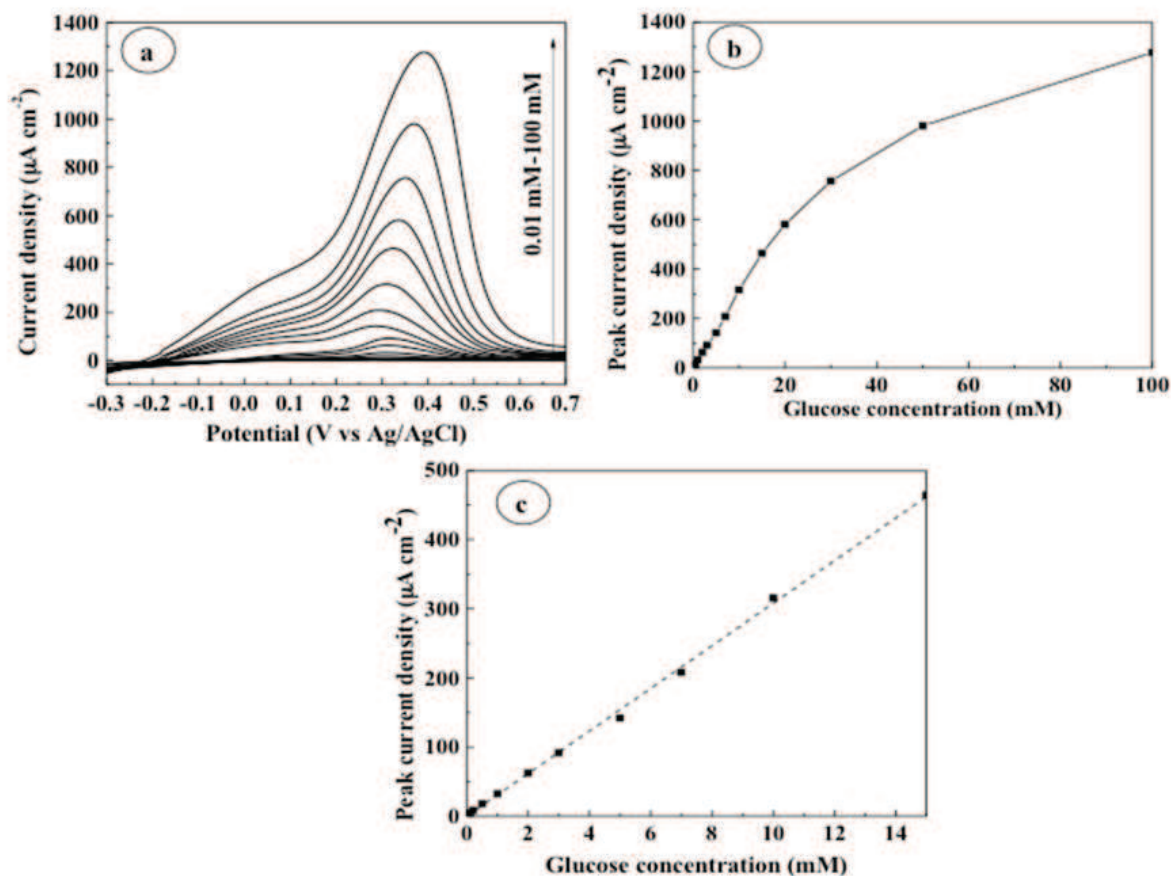 a
1400
1200
1000
800
600
400
200
0
Current density (µA cm⁻²)
0.01 mM-100 mM
-0.3 -0.2 -0.1 0.0 0.1 0.2 0.3 0.4 0.5 0.6 0.7
Potential (V vs Ag/AgCl)
b
1400
1200
1000
800
600
400
200
0
Peak current density (µA cm⁻²)
0 20 40 60 80 100
Glucose concentration (mM)
c
500
400
300
200
100
0
Peak current density (µA cm⁻²)
0 2 4 6 8 10 12 14
Glucose concentration (mM)